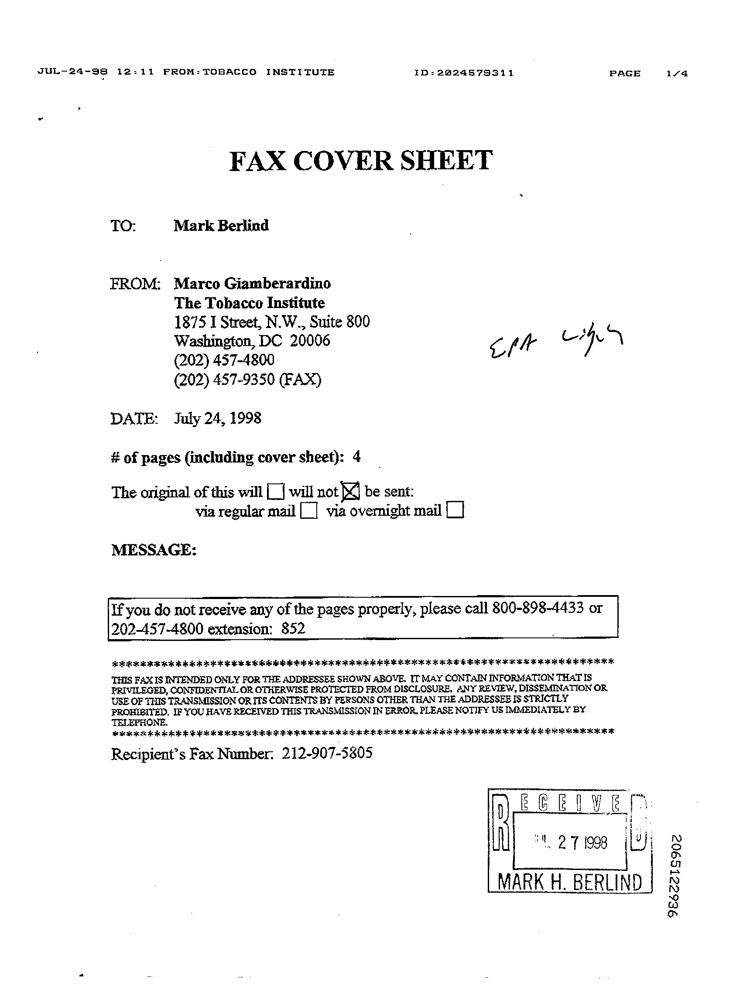 JUL-24-98 12:11 FROM:TOBACCO INSTITUTE ID:2024579311 PAGE 1/4
FAX COVER SHEET
TO: Mark Berlind
FROM: Marco Giamberardino
The Tobacco Institute
1875 I Street, N.W., Suite 800
Washington, DC 20006
(202) 457-4800
(202) 457-9350 (FAX)
EPA
DATE: July 24, 1998
# of pages (including cover sheet): 4
The original of this will ☐ will not ☒ be sent:
via regular mail ☐ via overnight mail ☐
MESSAGE:
If you do not receive any of the pages properly, please call 800-898-4433 or
202-457-4800 extension: 852
THIS FAX IS INTENDED ONLY FOR THE ADDRESSEE SHOWN ABOVE. IT MAY CONTAIN INFORMATION THAT IS
PRIVILEGED, CONFIDENTIAL OR OTHERWISE PROTECTED FROM DISCLOSURE. ANY REVIEW, DISSEMINATION OR
USE OF THIS TRANSMISSION OR ITS CONTENTS BY PERSONS OTHER THAN THE ADDRESSEE IS STRICTLY
PROHIBITED. IF YOU HAVE RECEIVED THIS TRANSMISSION IN ERROR, PLEASE NOTIFY US IMMEDIATELY BY
TELEPHONE.
Recipient's Fax Number: 212-907-5805
RECEIVED
27 1998
MARK H. BERLIND
2065122936